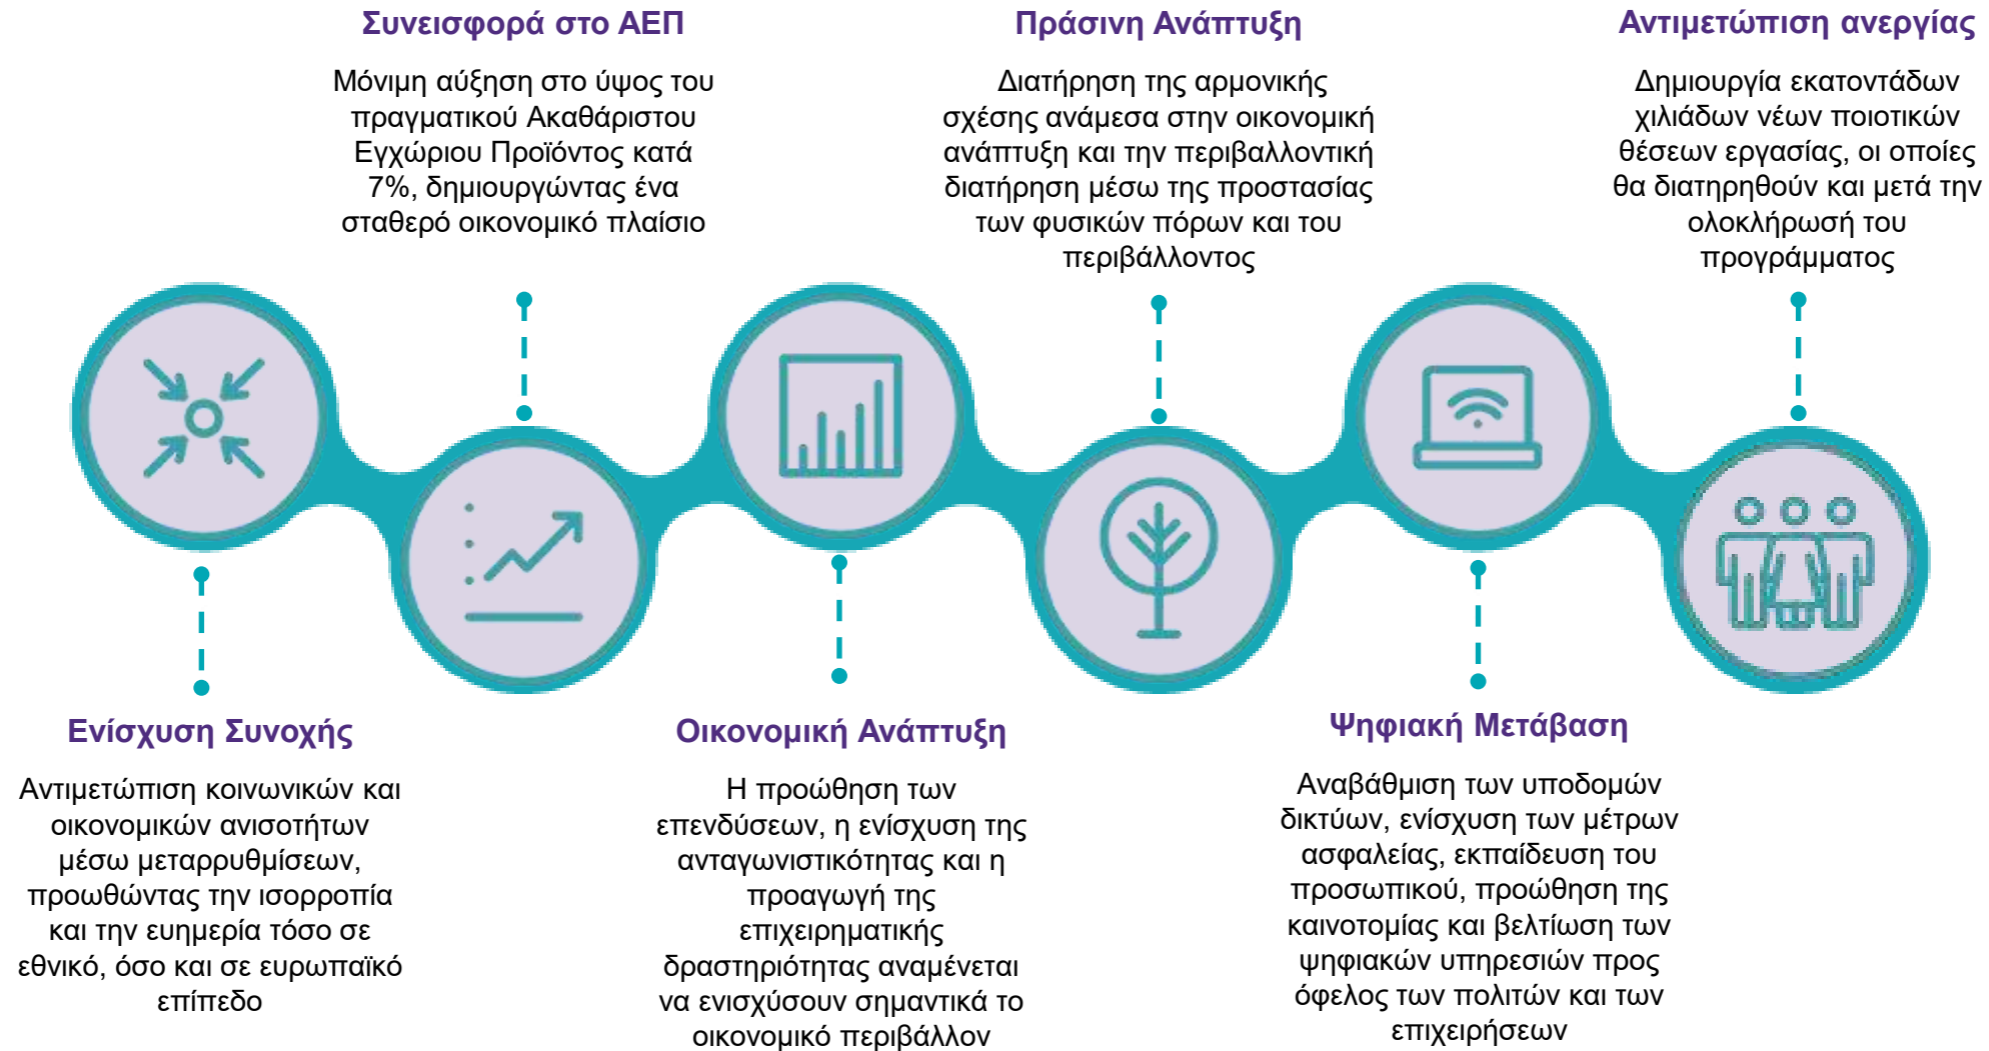 Συνεισφορά στο ΑΕΠ
Μόνιμη αύξηση στο ύψος του
πραγματικού Ακαθάριστου
Εγχώριου Προϊόντος κατά
7%, δημιουργώντας ένα
σταθερό οικονομικό πλαίσιο
Πράσινη Ανάπτυξη
Διατήρηση της αρμονικής
σχέσης ανάμεσα στην οικονομική
ανάπτυξη και την περιβαλλοντική
διατήρηση μέσω της προστασίας
των φυσικών πόρων και του
περιβάλλοντος
Αντιμετώπιση ανεργίας
Δημιουργία εκατοντάδων
χιλιάδων νέων ποιοτικών
θέσεων εργασίας, οι οποίες
θα διατηρηθούν και μετά την
ολοκλήρωσή του
προγράμματος
Ενίσχυση Συνοχής
Αντιμετώπιση κοινωνικών και
οικονομικών ανισοτήτων
μέσω μεταρρυθμίσεων,
προωθώντας την ισορροπία
και την ευημερία τόσο σε
εθνικό, όσο και σε ευρωπαϊκό
επίπεδο
Οικονομική Ανάπτυξη
Η προώθηση των
επενδύσεων, η ενίσχυση της
ανταγωνιστικότητας και η
προαγωγή της
επιχειρηματικής
δραστηριότητας αναμένεται
να ενισχύσουν σημαντικά το
οικονομικό περιβάλλον
Ψηφιακή Μετάβαση
Αναβάθμιση των υποδομών
δικτύων, ενίσχυση των μέτρων
ασφαλείας, εκπαίδευση του
προσωπικού, προώθηση της
καινοτομίας και βελτίωση των
ψηφιακών υπηρεσιών προς
όφελος των πολιτών και των
επιχειρήσεων